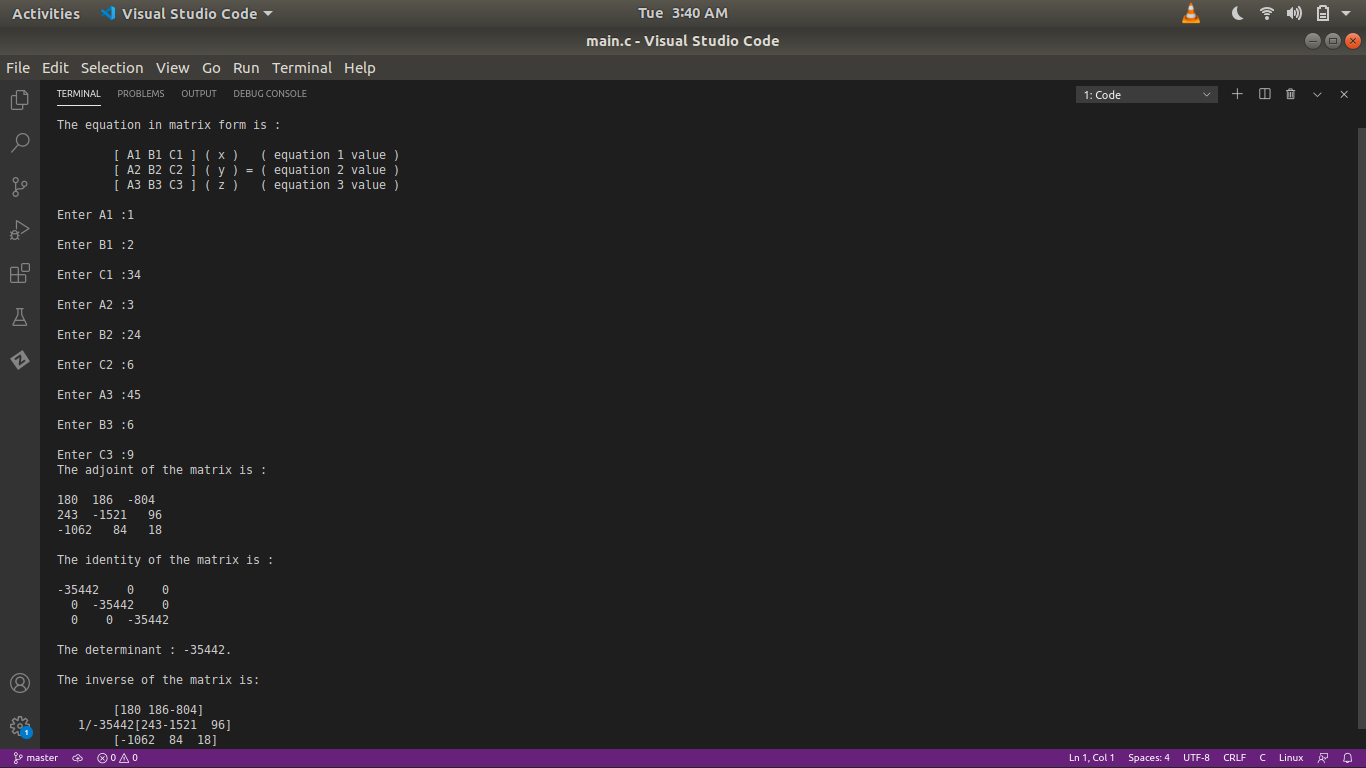 Activities Visual Studio Code Tue 3:40 AM
main.c - Visual Studio Code
File Edit Selection View Go Run Terminal Help
TERMINAL PROBLEMS OUTPUT DEBUG CONSOLE 1: Code
The equation in matrix form is :
[ A1 B1 C1 ] ( x ) ( equation 1 value )
[ A2 B2 C2 ] ( y ) = ( equation 2 value )
[ A3 B3 C3 ] ( z ) ( equation 3 value )
Enter A1 :1
Enter B1 :2
Enter C1 :34
Enter A2 :3
Enter B2 :24
Enter C2 :6
Enter A3 :45
Enter B3 :6
Enter C3 :9
The adjoint of the matrix is :
180 186 -804
243 -1521 96
-1062 84 18
The identity of the matrix is :
-35442 0 0
0 -35442 0
0 0 -35442
The determinant : -35442.
The inverse of the matrix is:
[180 186-804]
1/-35442[243-1521 96]
[-1062 84 18]
1
master 0 0 Ln 1, Col 1 Spaces: 4 UTF-8 CRLF C Linux